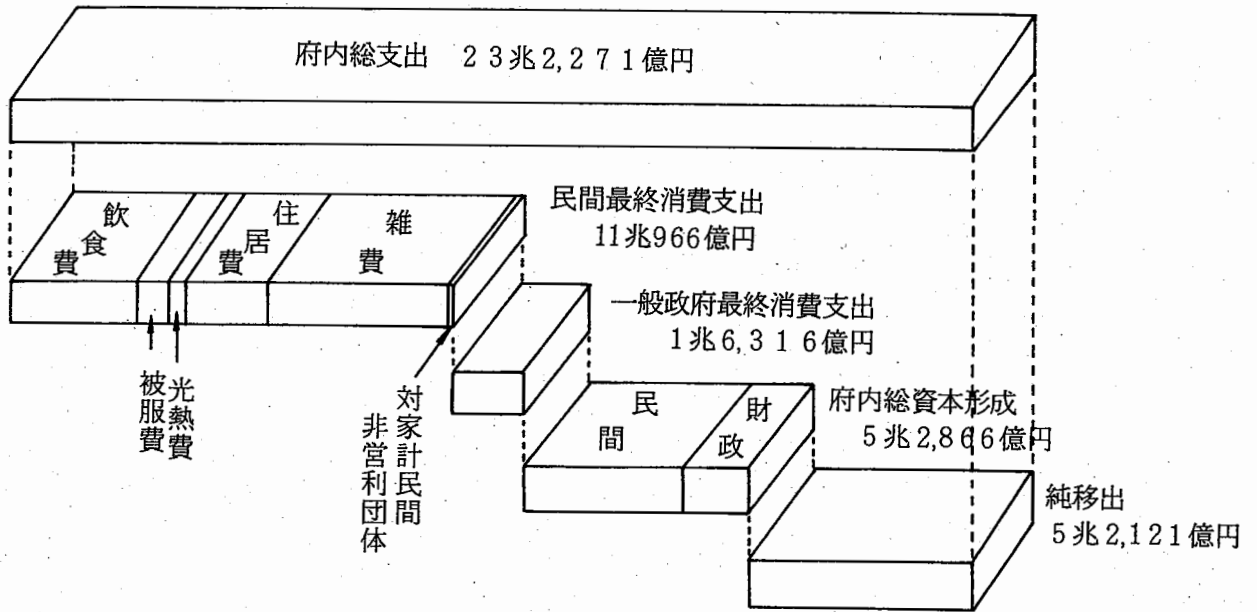 府内総支出 23兆2,271億円
民間最終消費支出
11兆966億円
飲食費
住居費
雑費
一般政府最終消費支出
1兆6,316億円
被服費
光熱費
対家計民間
非営利団体
民間
財政
府内総資本形成
5兆2,866億円
純移出
5兆2,121億円